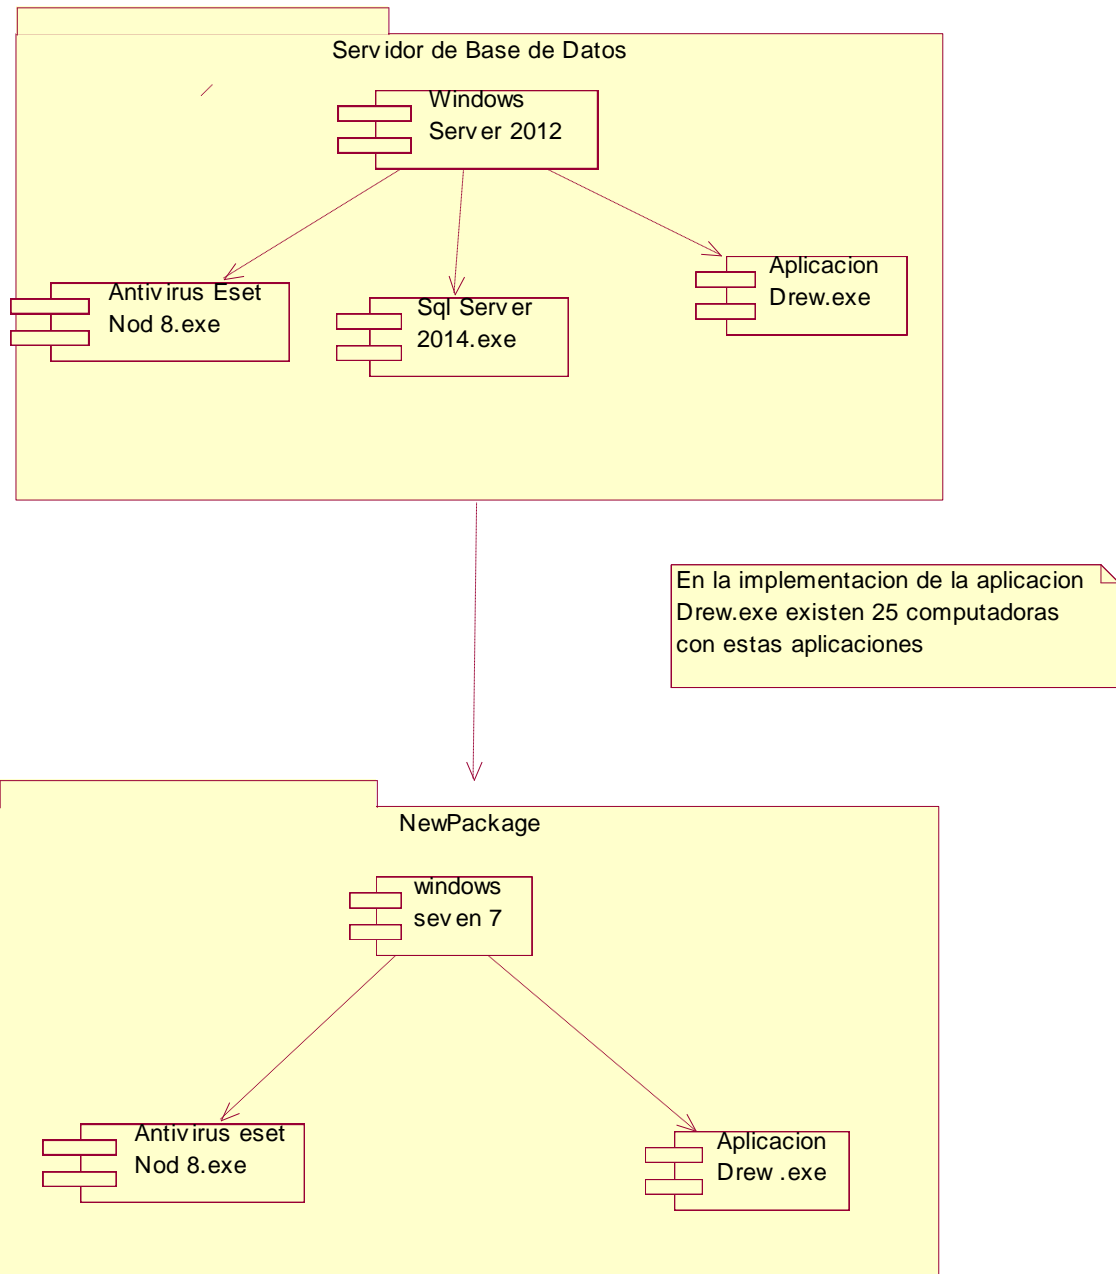 Servidor de Base de Datos
Windows
Server 2012
Antivirus Eset
Nod 8.exe
Sql Server
2014.exe
Aplicacion
Drew.exe
En la implementacion de la aplicacion
Drew.exe existen 25 computadoras
con estas aplicaciones
NewPackage
windows
seven 7
Antivirus eset
Nod 8.exe
Aplicacion
Drew .exe